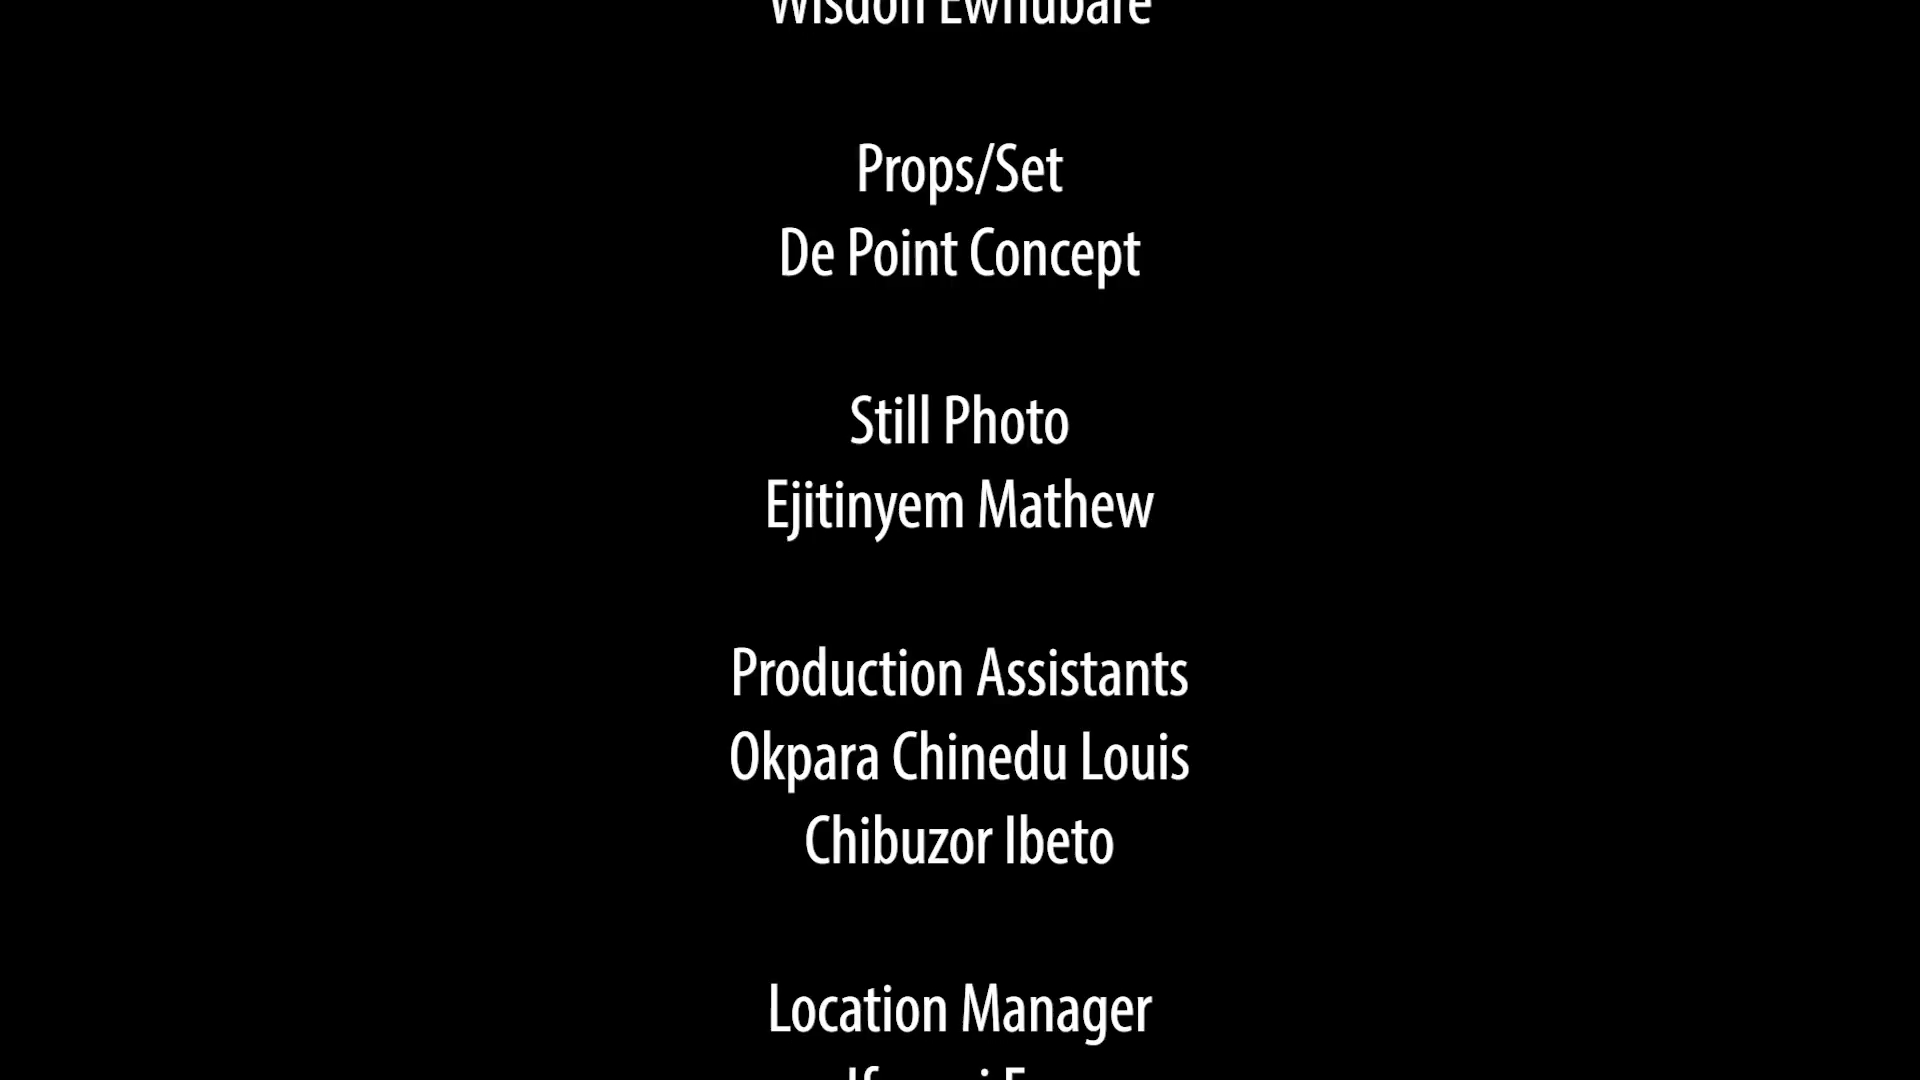 Wisdon Ewhubare
Props/Set
De Point Concept
Still Photo
Ejitinyem Mathew
Production Assistants
Okpara Chinedu Louis
Chibuzor Ibeto
Location Manager